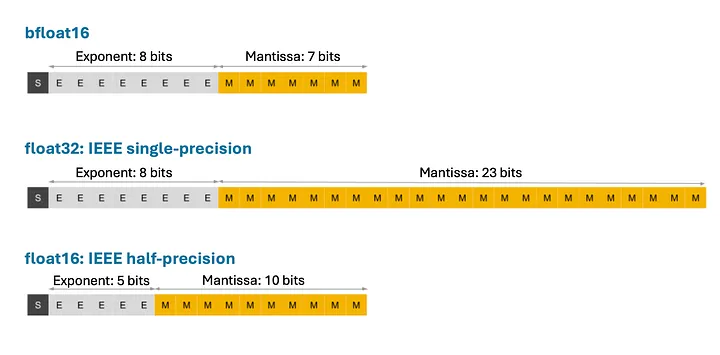 bfloat16
Exponent: 8 bits Mantissa: 7 bits
S E E E E E E E E M M M M M M M
float32: IEEE single-precision
Exponent: 8 bits Mantissa: 23 bits
S E E E E E E E E M M M M M M M M M M M M M M M M M M M M M M M
float16: IEEE half-precision
Exponent: 5 bits Mantissa: 10 bits
S E E E E E M M M M M M M M M M